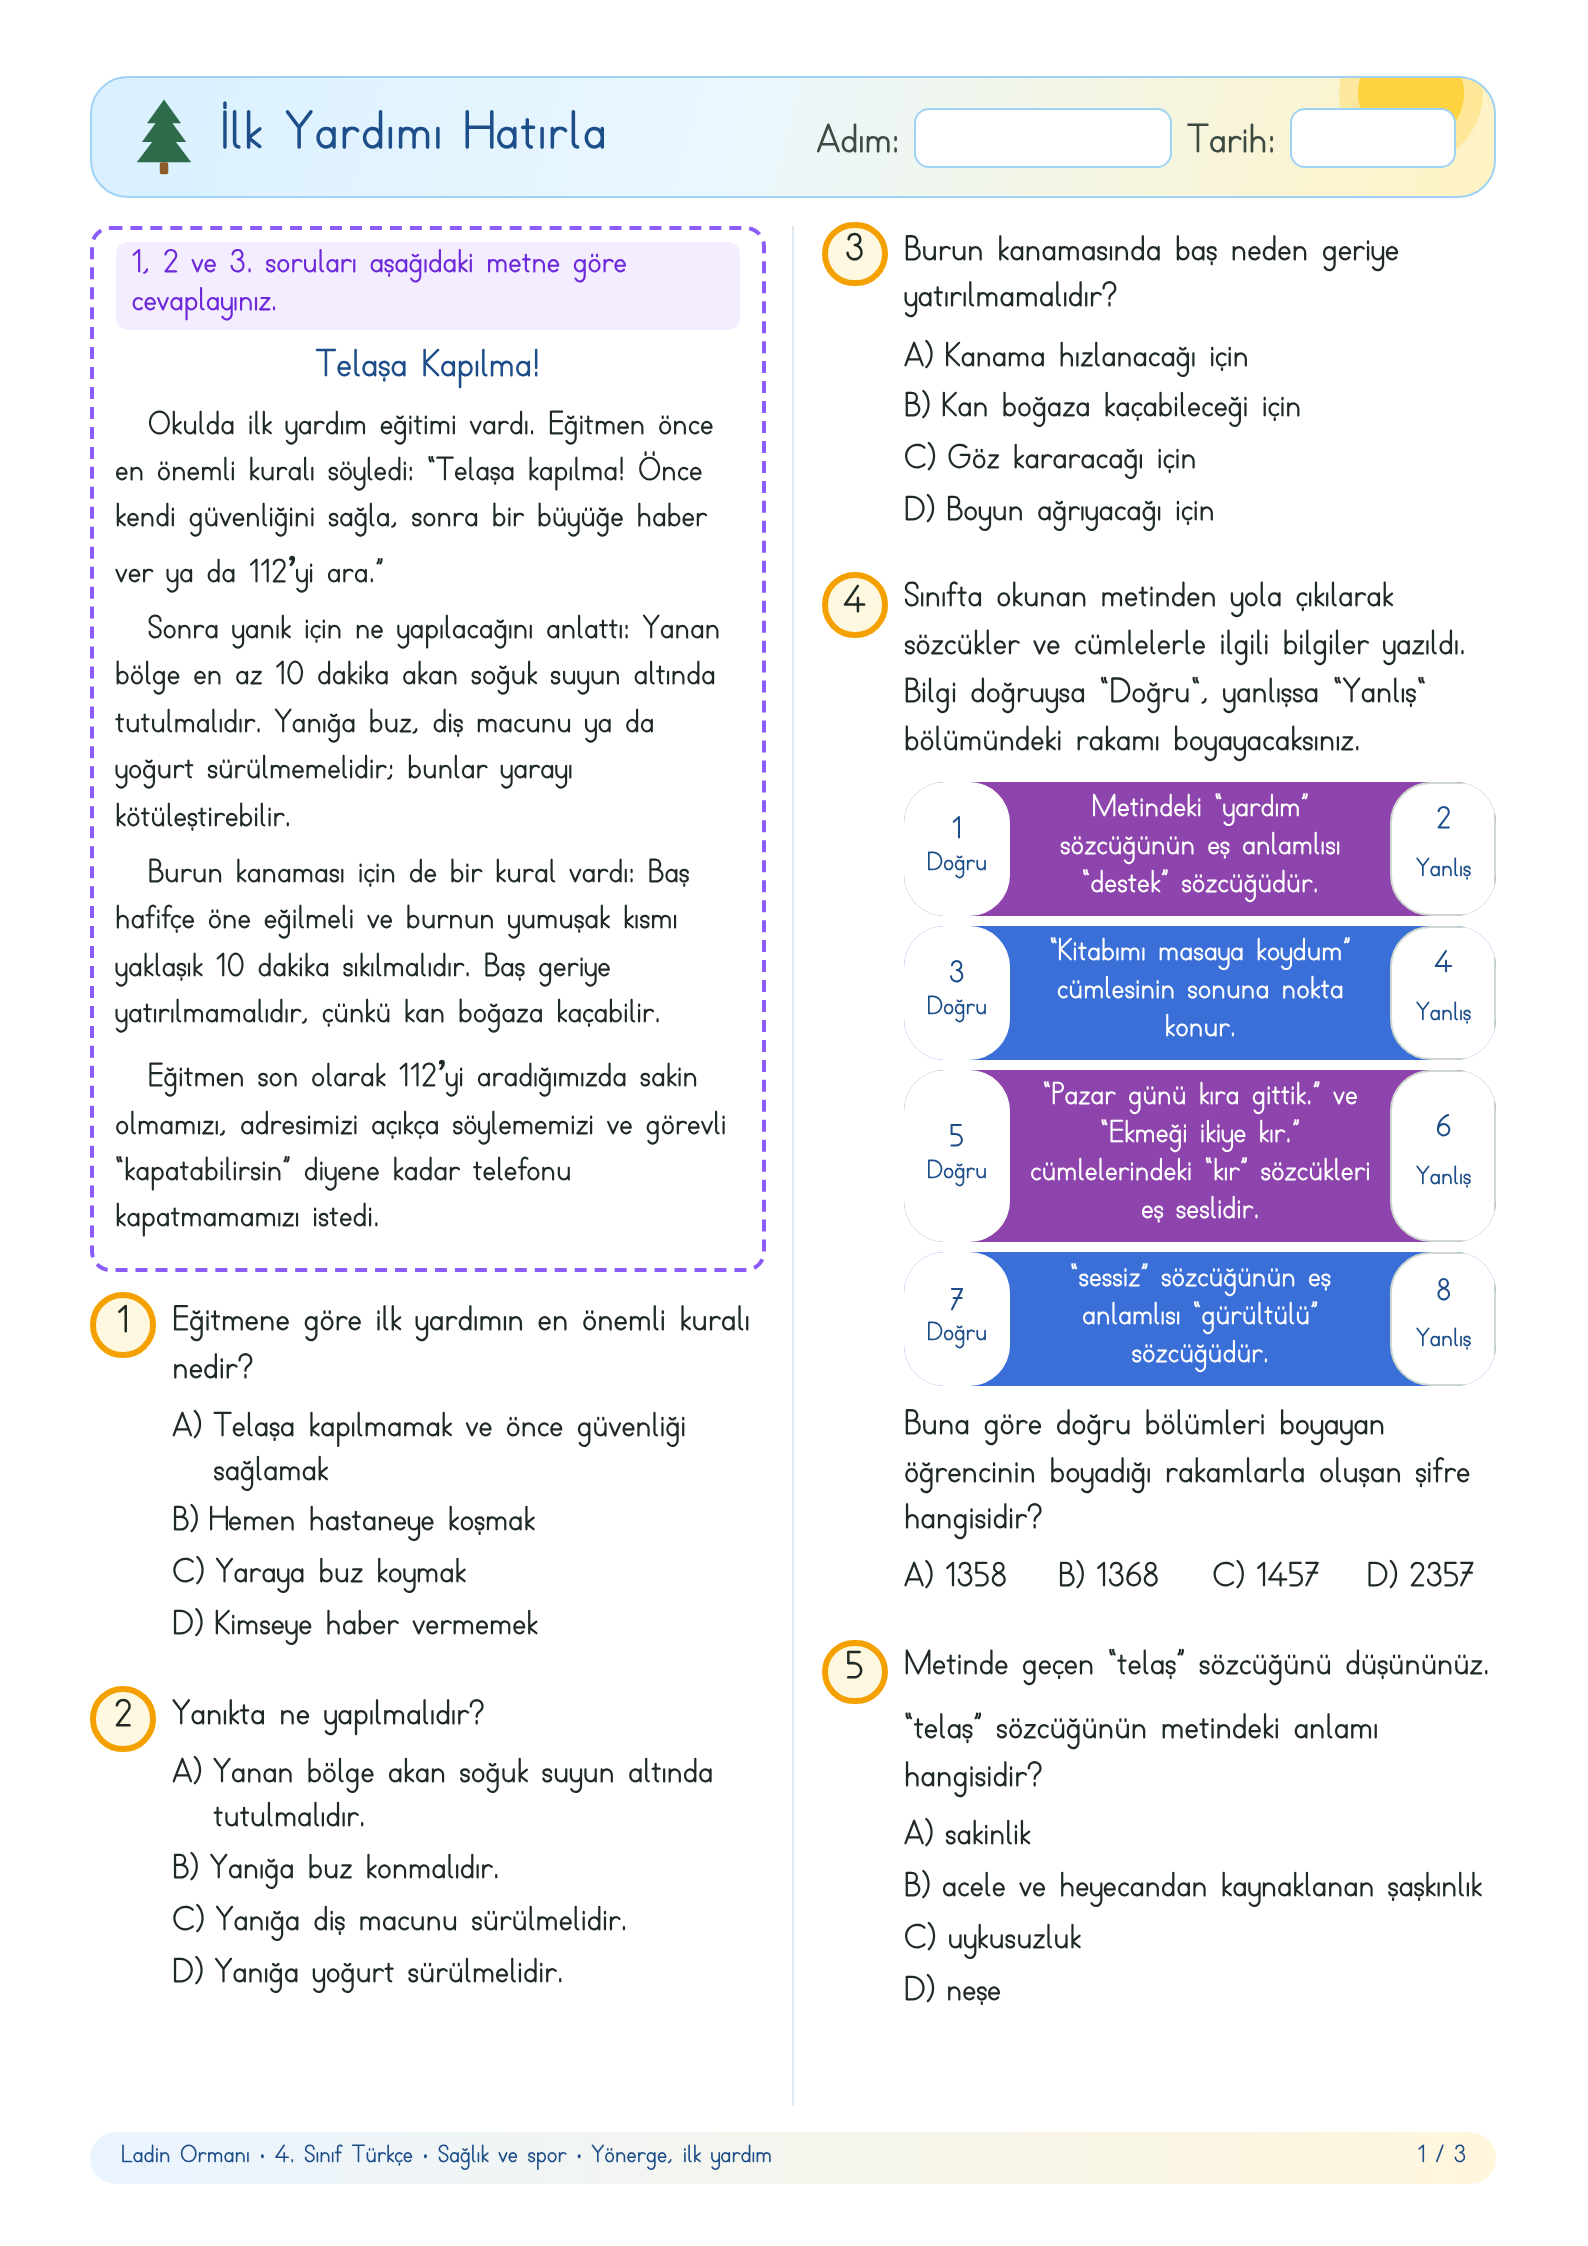 İlk Yardımı Hatırla
Adım:
Tarih:
1, 2 ve 3. soruları aşağıdaki metne göre
cevaplayınız.
Telaşa Kapılma!
Okulda ilk yardım eğitimi vardı. Eğitmen önce
en önemli kuralı söyledi: “Telaşa kapılma! Önce
kendi güvenliğini sağla, sonra bir büyüğe haber
ver ya da 112’yi ara.”
Sonra yanık için ne yapılacağını anlattı: Yanan
bölge en az 10 dakika akan soğuk suyun altında
tutulmalıdır. Yanığa buz, diş macunu ya da
yoğurt sürülmemelidir; bunlar yarayı
kötüleştirebilir.
Burun kanaması için de bir kural vardı: Baş
hafifçe öne eğilmeli ve burnun yumuşak kısmı
yaklaşık 10 dakika sıkılmalıdır. Baş geriye
yatırılmamalıdır, çünkü kan boğaza kaçabilir.
Eğitmen son olarak 112’yi aradığımızda sakin
olmamızı, adresimizi açıkça söylememizi ve görevli
“kapatabilirsin” diyene kadar telefonu
kapatmamamızı istedi.
1
Eğitmene göre ilk yardımın en önemli kuralı
nedir?
A) Telaşa kapılmamak ve önce güvenliği
sağlamak
B) Hemen hastaneye koşmak
C) Yaraya buz koymak
D) Kimseye haber vermemek
2
Yanıkta ne yapılmalıdır?
A) Yanan bölge akan soğuk suyun altında
tutulmalıdır.
B) Yanığa buz konmalıdır.
C) Yanığa diş macunu sürülmelidir.
D) Yanığa yoğurt sürülmelidir.
3
Burun kanamasında baş neden geriye
yatırılmamalıdır?
A) Kanama hızlanacağı için
B) Kan boğaza kaçabileceği için
C) Göz kararacağı için
D) Boyun ağrıyacağı için
4
Sınıfta okunan metinden yola çıkılarak
sözcükler ve cümlelerle ilgili bilgiler yazıldı.
Bilgi doğruysa “Doğru“, yanlışsa “Yanlış“
bölümündeki rakamı boyayacaksınız.
1
Doğru
Metindeki “yardım”
sözcüğünün eş anlamlısı
“destek” sözcüğüdür.
2
Yanlış
3
Doğru
“Kitabımı masaya koydum”
cümlesinin sonuna nokta
konur.
4
Yanlış
5
Doğru
“Pazar günü kıra gittik.” ve
“Ekmeği ikiye kır.”
cümlelerindeki “kır” sözcükleri
eş seslidir.
6
Yanlış
7
Doğru
“sessiz” sözcüğünün eş
anlamlısı “gürültülü”
sözcüğüdür.
8
Yanlış
Buna göre doğru bölümleri boyayan
öğrencinin boyadığı rakamlarla oluşan şifre
hangisidir?
A) 1358 B) 1368 C) 1457 D) 2357
5
Metinde geçen “telaş” sözcüğünü düşününüz.
“telaş” sözcüğünün metindeki anlamı
hangisidir?
A) sakinlik
B) acele ve heyecandan kaynaklanan şaşkınlık
C) uykusuzluk
D) neşe
Ladin Ormanı • 4. Sınıf Türkçe • Sağlık ve spor • Yönerge, ilk yardım
1 / 3